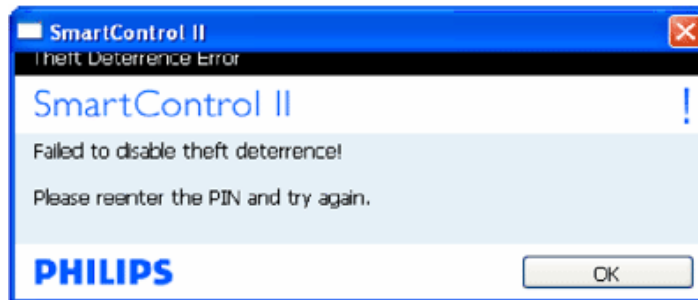 SmartControl II
Theft Deterrence Error
SmartControl II !
Failed to disable theft deterrence!
Please reenter the PIN and try again.
PHILIPS OK